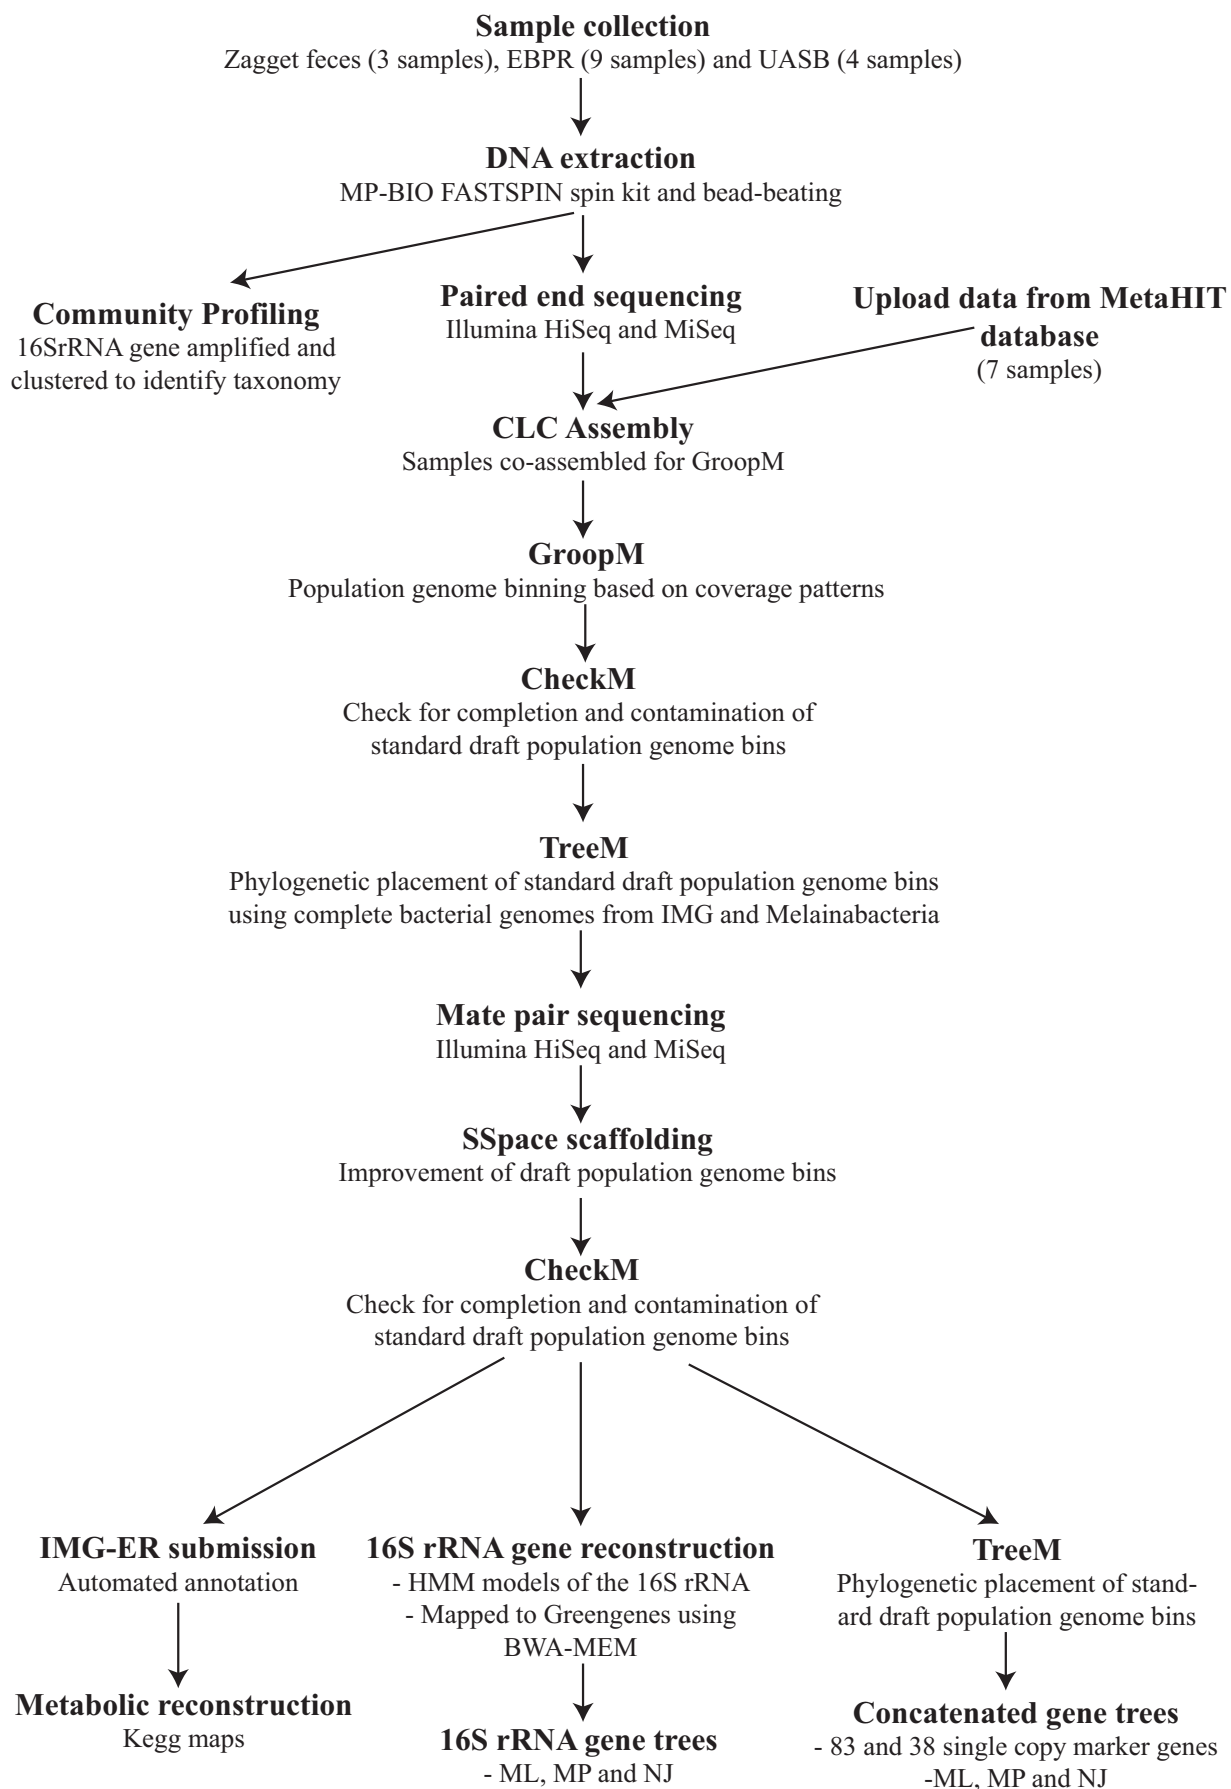 Sample collection
Zagget feces (3 samples), EBPR (9 samples) and UASB (4 samples)
DNA extraction
MP-BIO FASTSPIN spin kit and bead-beating
Community Profiling
16SrRNA gene amplified and
clustered to identify taxonomy
Paired end sequencing
Illumina HiSeq and MiSeq
Upload data from MetaHIT
database
(7 samples)
CLC Assembly
Samples co-assembled for GroopM
GroopM
Population genome binning based on coverage patterns
CheckM
Check for completion and contamination of
standard draft population genome bins
TreeM
Phylogenetic placement of standard draft population genome bins
using complete bacterial genomes from IMG and Melainabacteria
Mate pair sequencing
Illumina HiSeq and MiSeq
SSpace scaffolding
Improvement of draft population genome bins
CheckM
Check for completion and contamination of
standard draft population genome bins
IMG-ER submission
Automated annotation
Metabolic reconstruction
Kegg maps
16S rRNA gene reconstruction
- HMM models of the 16S rRNA
- Mapped to Greengenes using
BWA-MEM
16S rRNA gene trees
- ML, MP and NJ
TreeM
Phylogenetic placement of stand-
ard draft population genome bins
Concatenated gene trees
- 83 and 38 single copy marker genes
-ML, MP and NJ